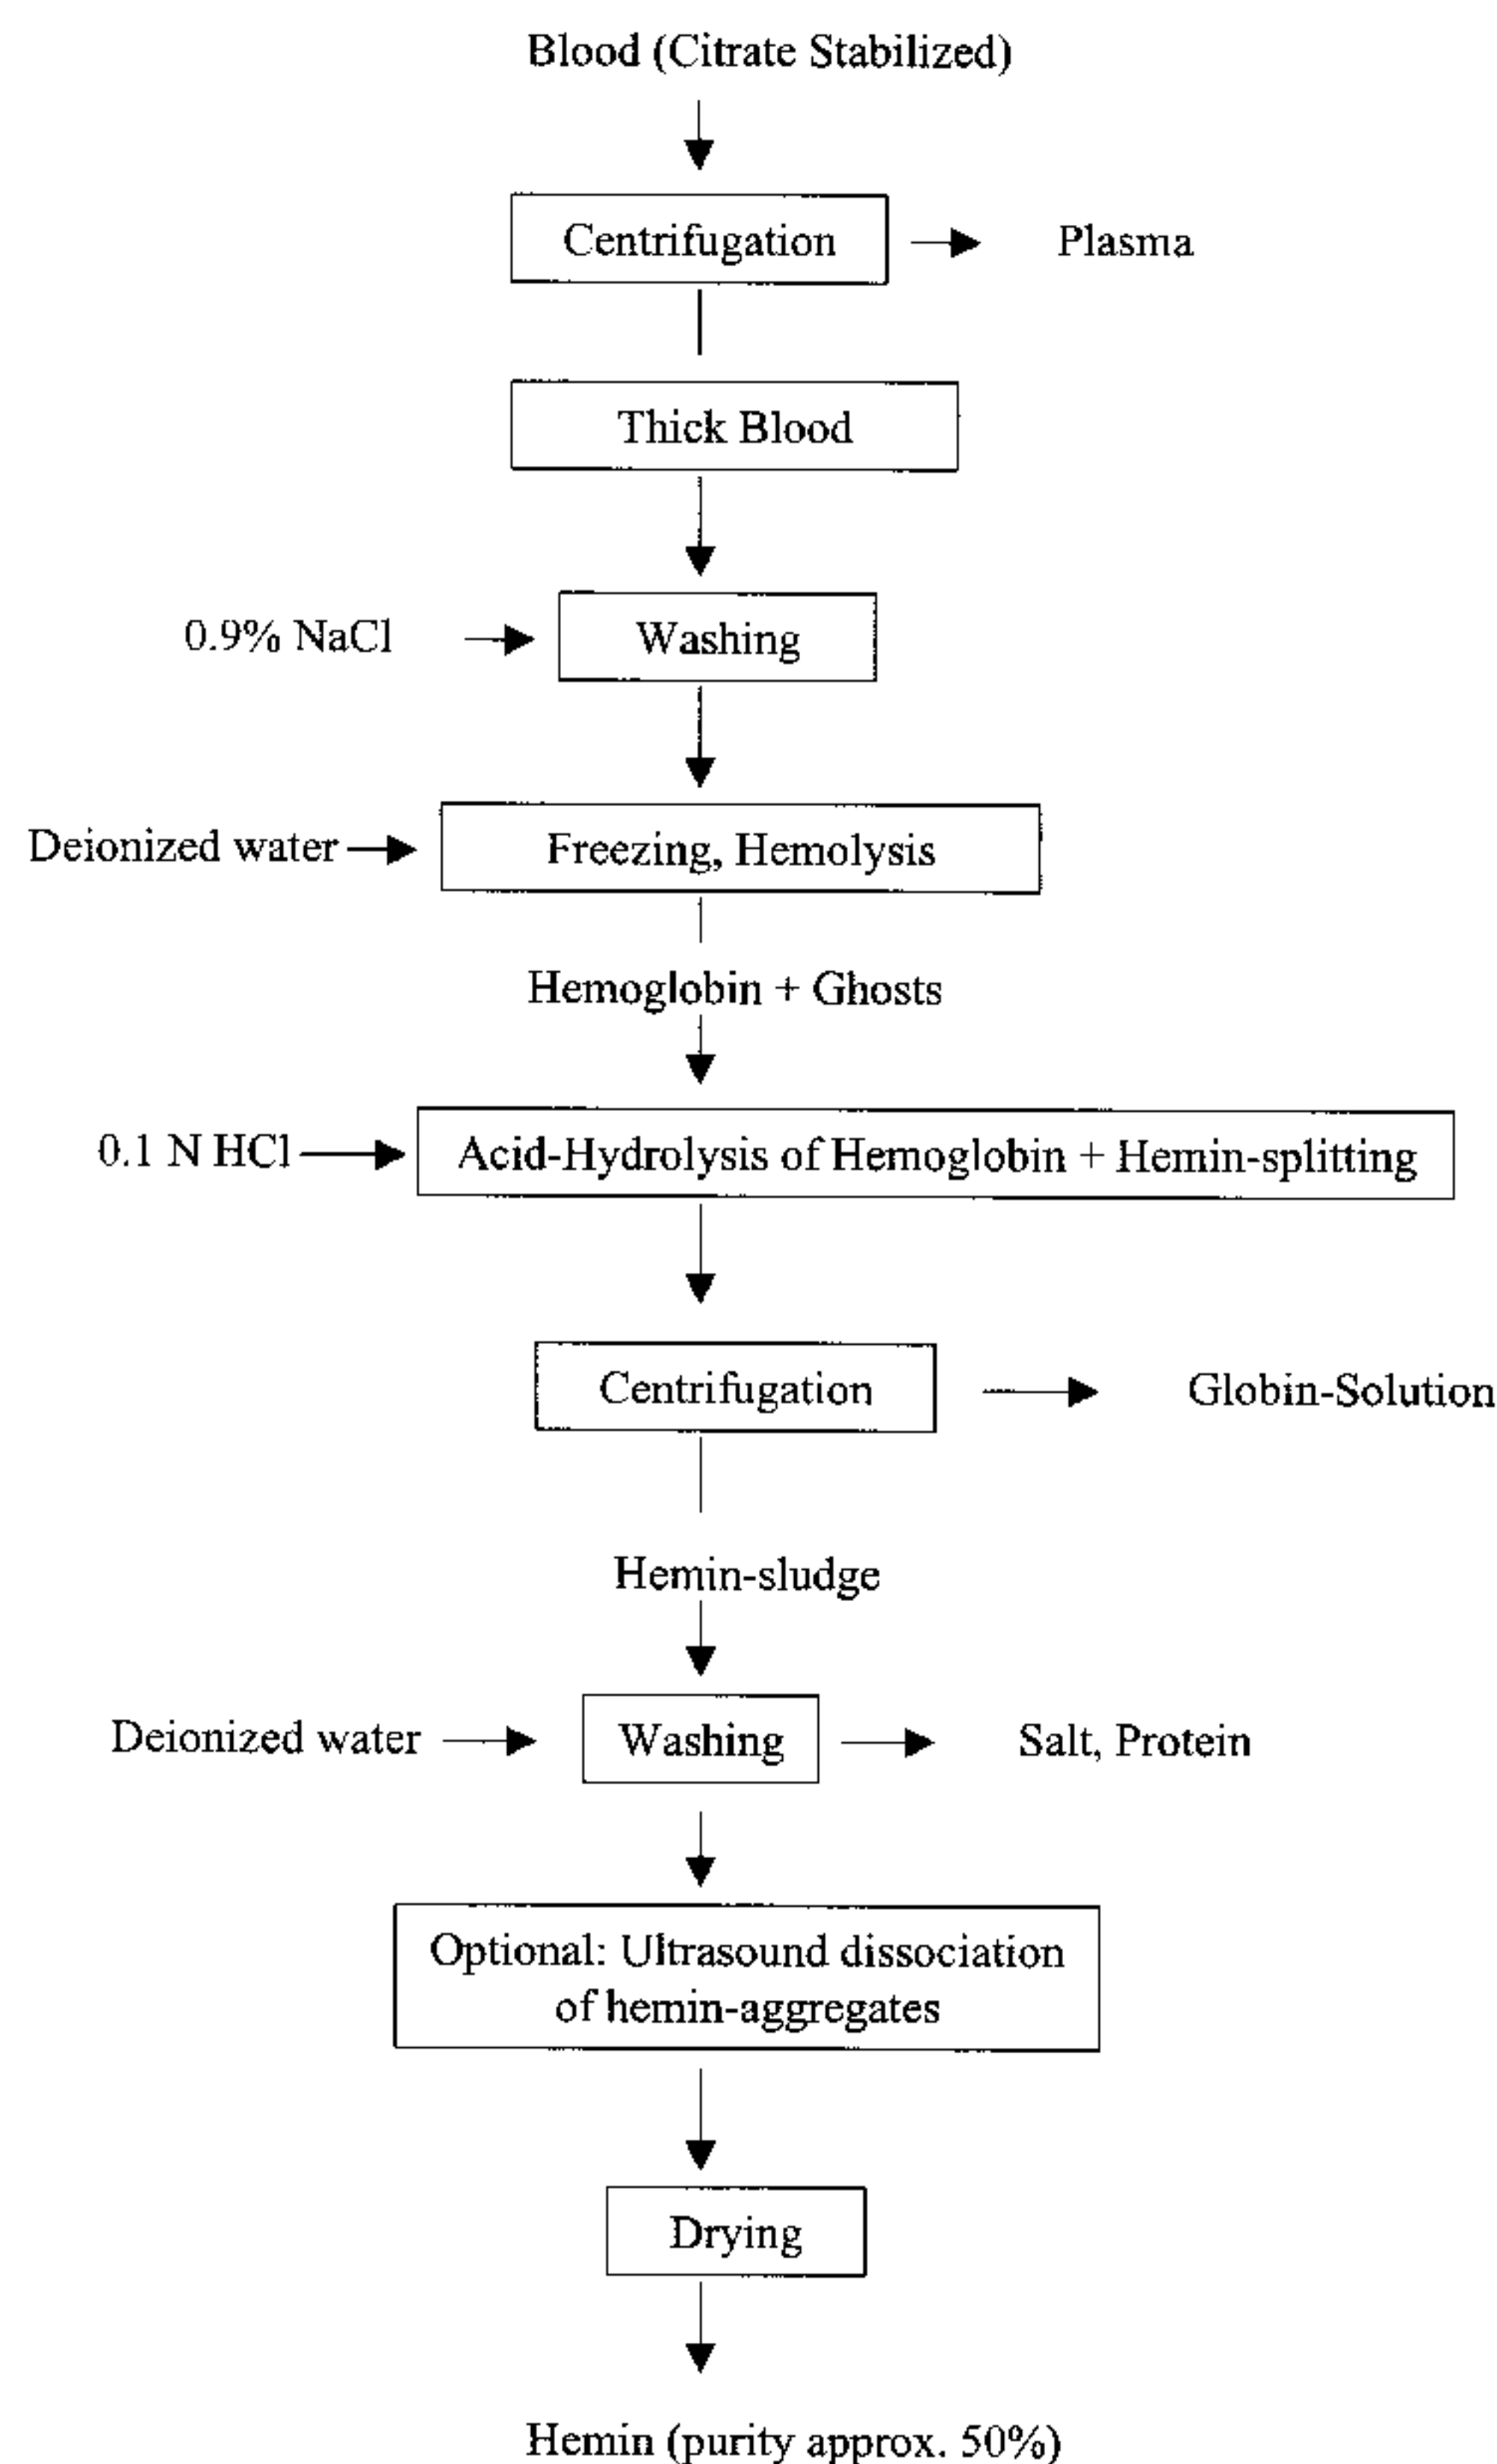 Blood (Citrate Stabilized)
Centrifugation
Plasma
Thick Blood
0.9% NaCl
Washing
Deionized water
Freezing, Hemolysis
Hemoglobin + Ghosts
0.1 N HCl
Acid-Hydrolysis of Hemoglobin + Hemin-splitting
Centrifugation
Globin-Solution
Hemin-sludge
Deionized water
Washing
Salt, Protein
Optional: Ultrasound dissociation
of hemin-aggregates
Drying
Hemin (purity approx. 50%)